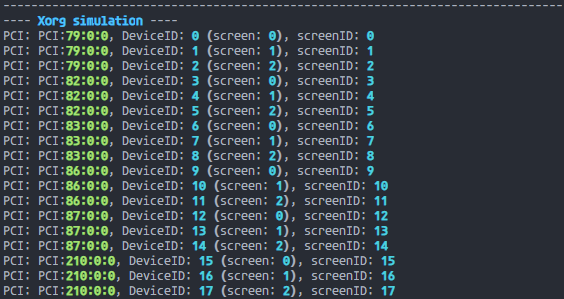 ---- Xorg simulation ----
PCI: PCI:79:0:0, DeviceID: 0 (screen: 0), screenID: 0
PCI: PCI:79:0:0, DeviceID: 1 (screen: 1), screenID: 1
PCI: PCI:79:0:0, DeviceID: 2 (screen: 2), screenID: 2
PCI: PCI:82:0:0, DeviceID: 3 (screen: 0), screenID: 3
PCI: PCI:82:0:0, DeviceID: 4 (screen: 1), screenID: 4
PCI: PCI:82:0:0, DeviceID: 5 (screen: 2), screenID: 5
PCI: PCI:83:0:0, DeviceID: 6 (screen: 0), screenID: 6
PCI: PCI:83:0:0, DeviceID: 7 (screen: 1), screenID: 7
PCI: PCI:83:0:0, DeviceID: 8 (screen: 2), screenID: 8
PCI: PCI:86:0:0, DeviceID: 9 (screen: 0), screenID: 9
PCI: PCI:86:0:0, DeviceID: 10 (screen: 1), screenID: 10
PCI: PCI:86:0:0, DeviceID: 11 (screen: 2), screenID: 11
PCI: PCI:87:0:0, DeviceID: 12 (screen: 0), screenID: 12
PCI: PCI:87:0:0, DeviceID: 13 (screen: 1), screenID: 13
PCI: PCI:87:0:0, DeviceID: 14 (screen: 2), screenID: 14
PCI: PCI:210:0:0, DeviceID: 15 (screen: 0), screenID: 15
PCI: PCI:210:0:0, DeviceID: 16 (screen: 1), screenID: 16
PCI: PCI:210:0:0, DeviceID: 17 (screen: 2), screenID: 17